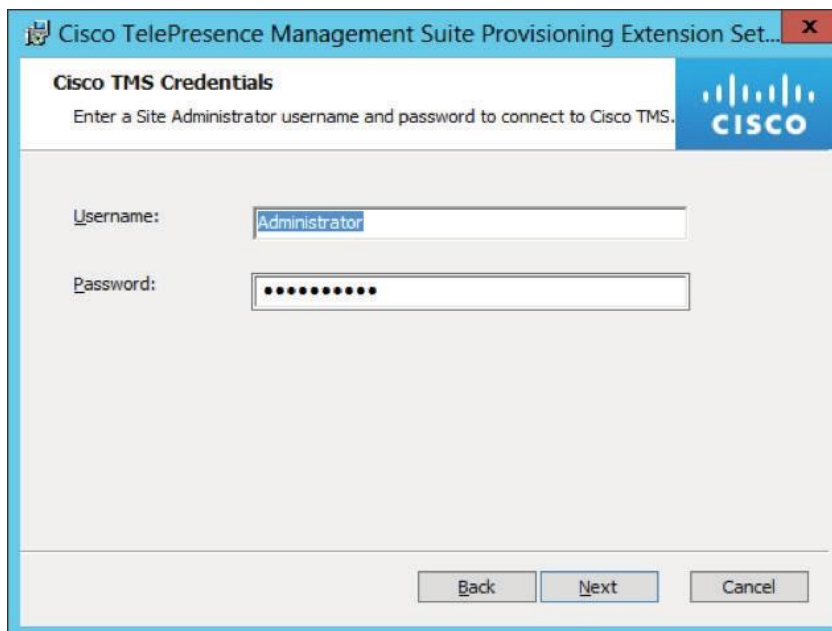 Cisco TelePresence Management Suite Provisioning Extension Set... x
Cisco TMS Credentials
Enter a Site Administrator username and password to connect to Cisco TMS.
CISCO
Username: Administrator
Password: ••••••••••
Back Next Cancel